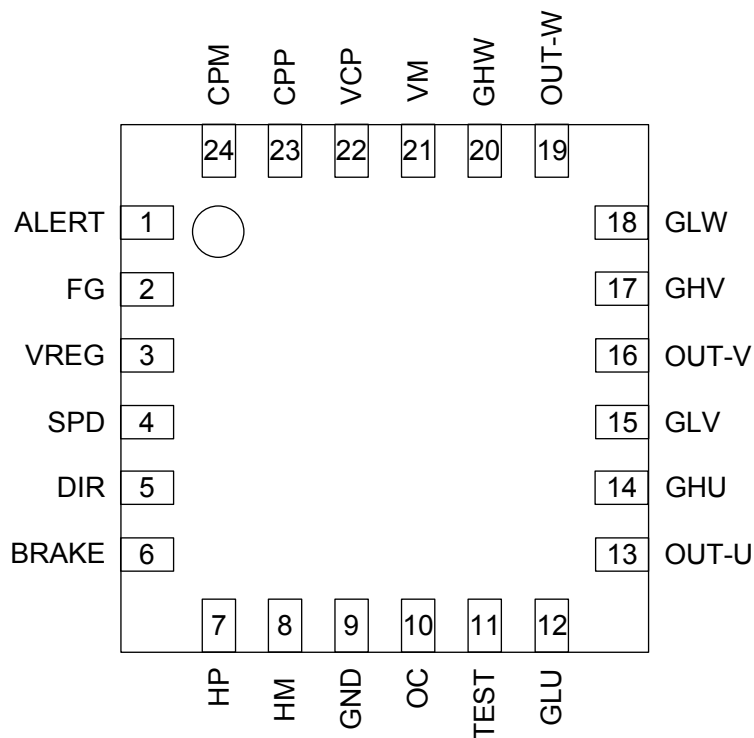 CPM CPP VCP VM GHW OUT-W
24 23 22 21 20 19
ALERT 1 18 GLW
FG 2 17 GHV
VREG 3 16 OUT-V
SPD 4 15 GLV
DIR 5 14 GHU
BRAKE 6 13 OUT-U
7 8 9 10 11 12
HP HM GND OC TEST GLU